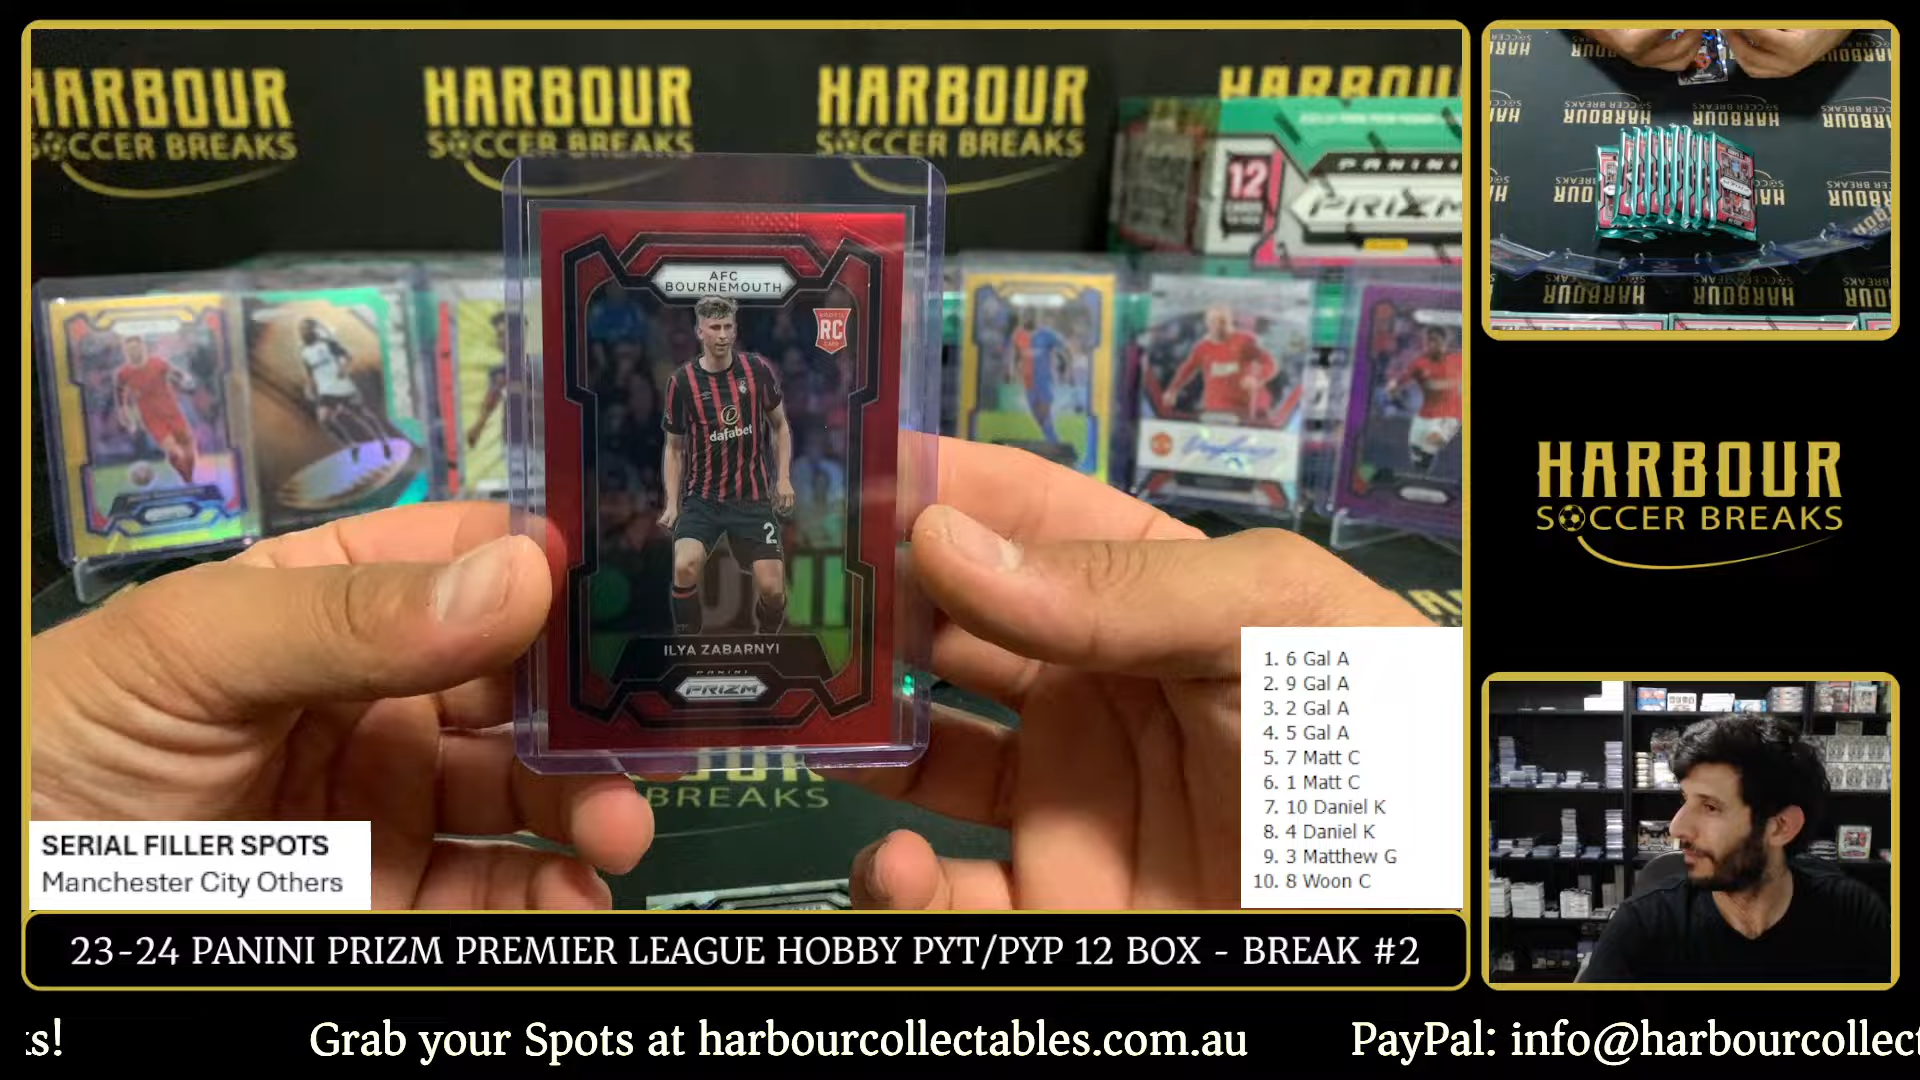 HARBOUR
SOCCER BREAKS
HARBOUR
SOCCER BREAKS
HARBOUR
SOCCER BREAKS
PANINI
12
PRIZM
AFC
BOURNEMOUTH
RC
dafabet
2
ILYA ZABARNYI
PANINI
PRIZM
BREAKS
1. 6 Gal A
2. 9 Gal A
3. 2 Gal A
4. 5 Gal A
5. 7 Matt C
6. 1 Matt C
7. 10 Daniel K
8. 4 Daniel K
9. 3 Matthew G
10. 8 Woon C
SERIAL FILLER SPOTS
Manchester City Others
HARBOUR
SOCCER BREAKS
23-24 PANINI PRIZM PREMIER LEAGUE HOBBY PYT/PYP 12 BOX - BREAK #2
Grab your Spots at harbourcollectables.com.au
PayPal: info@harbourcollect